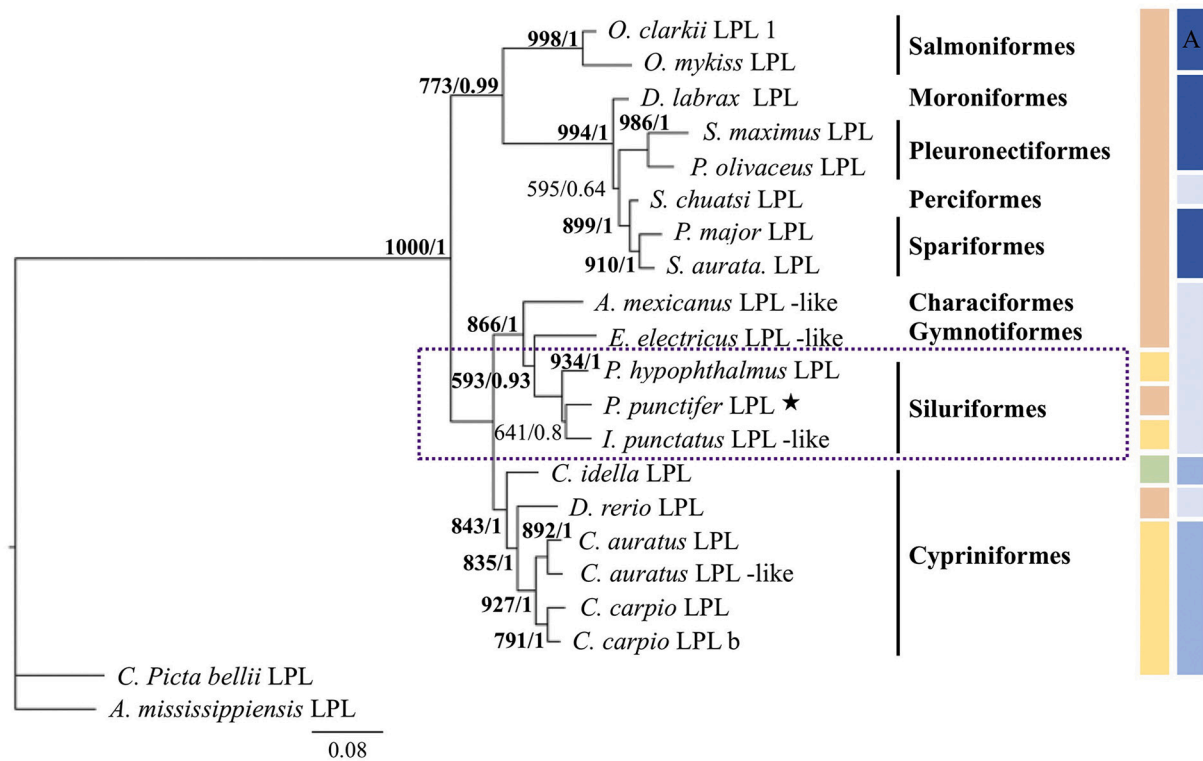 998/1
O. clarkii LPL 1
Salmoniformes
A
O. mykiss LPL
773/0.99
D. labrax LPL
Moroniformes
994/1
986/1
S. maximus LPL
Pleuronectiformes
P. olivaceus LPL
595/0.64
S. chuatsi LPL
Perciformes
899/1
P. major LPL
Spariformes
1000/1
910/1
S. aurata. LPL
A. mexicanus LPL -like
Characiformes
866/1
E. electricus LPL -like
Gymnotiformes
934/1
P. hypophthalmus LPL
593/0.93
P. punctifer LPL ★
Siluriformes
641/0.8
I. punctatus LPL -like
C. idella LPL
D. rerio LPL
843/1
892/1
C. auratus LPL
Cypriniformes
835/1
C. auratus LPL -like
927/1
C. carpio LPL
791/1
C. carpio LPL b
C. Picta bellii LPL
A. mississippiensis LPL
0.08